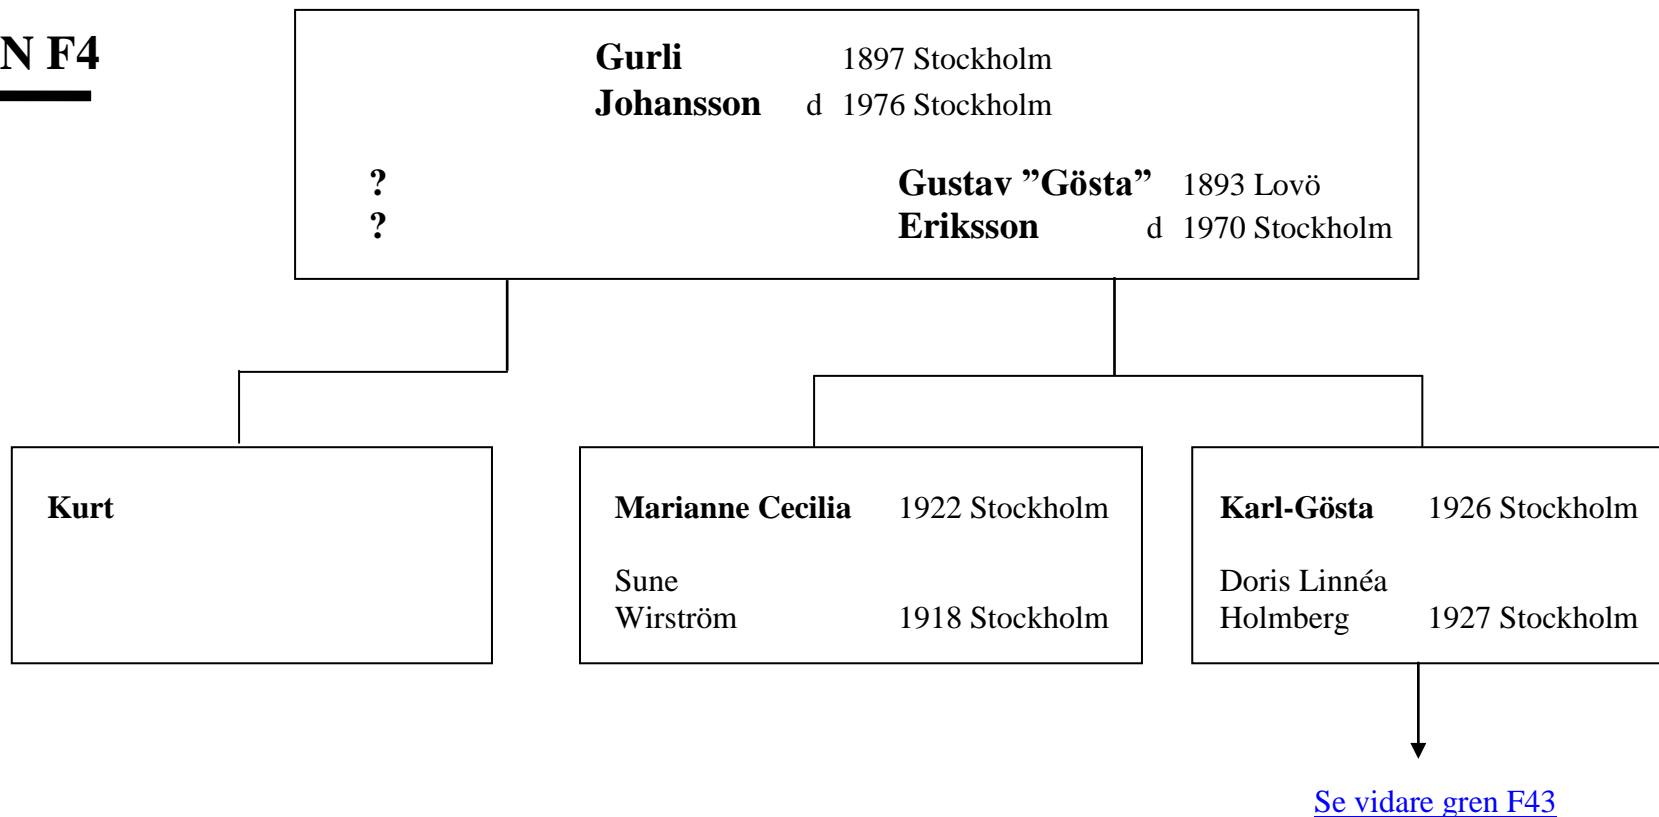 N F4
Gurli 1897 Stockholm
Johansson d 1976 Stockholm
? Gustav ”Gösta” 1893 Lovö
? Eriksson d 1970 Stockholm
Kurt Marianne Cecilia 1922 Stockholm Karl-Gösta 1926 Stockholm
Sune Doris Linnéa
Wirström 1918 Stockholm Holmberg 1927 Stockholm
Se vidare gren F43